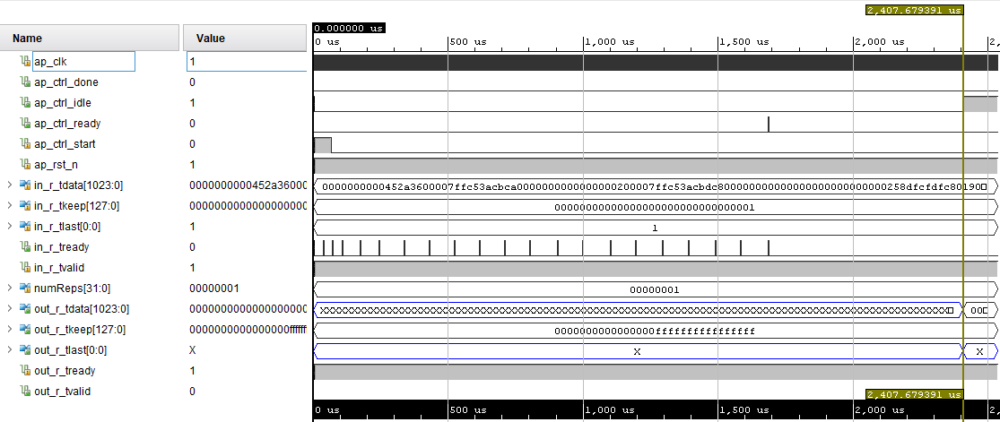 2,407.679391 us
Name Value 0.000000 us
0 us 500 us 1,000 us 1,500 us 2,000 us 2,
ap_clk 1
ap_ctrl_done 0
ap_ctrl_idle 1
ap_ctrl_ready 0
ap_ctrl_start 0
ap_rst_n 1
in_r_tdata[1023:0] 0000000000452a36000 0000000000452a3600007ffc53acbca0000000000000000200007ffc53acbdc80000000000000000000000000258dfcfdfc80190
in_r_tkeep[127:0] 0000000000000000000 00000000000000000000000000000001
in_r_tlast[0:0] 1 1
in_r_tready 0
in_r_tvalid 1
numReps[31:0] 00000001 00000001
out_r_tdata[1023:0] 0000000000000000000 00
out_r_tkeep[127:0] 0000000000000000ffffff 0000000000000000ffffffffffffffff
out_r_tlast[0:0] X X X
out_r_tready 1
out_r_tvalid 0
2,407.679391 us
0 us 500 us 1,000 us 1,500 us 2,000 us 2,